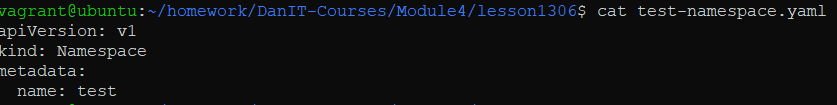 vagrant@ubuntu:~/homework/DanIT-Courses/Module4/lesson1306$ cat test-namespace.yaml
apiVersion: v1
kind: Namespace
metadata:
  name: test